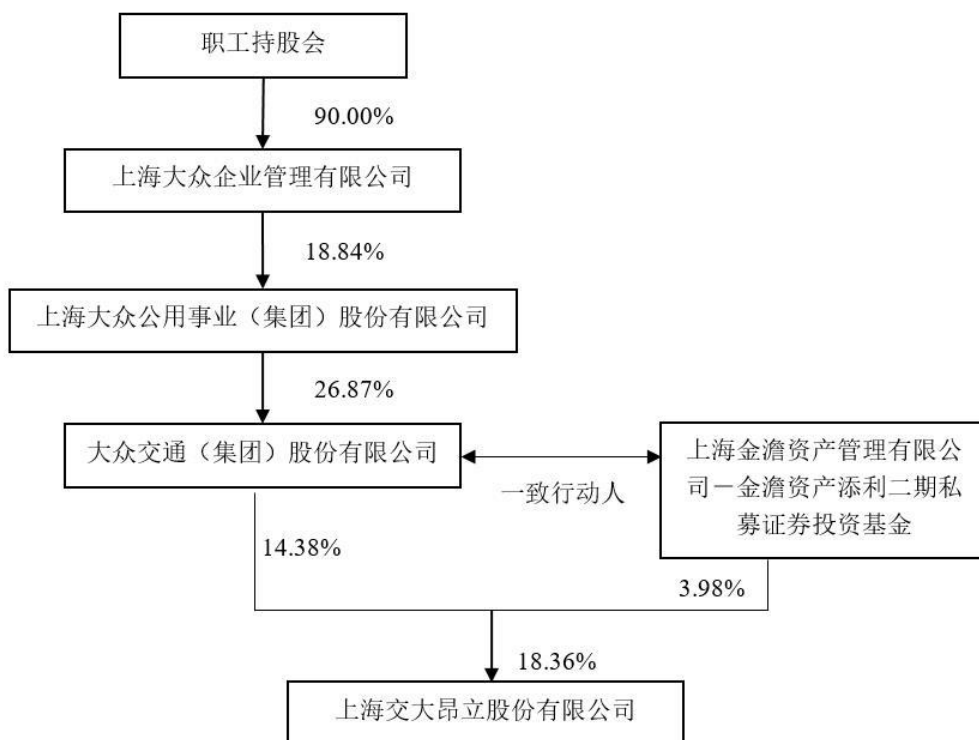 职工持股会
90.00%
上海大众企业管理有限公司
18.84%
上海大众公用事业（集团）股份有限公司
26.87%
大众交通（集团）股份有限公司
一致行动人
上海金澹资产管理有限公
司－金澹资产添利二期私
募证券投资基金
14.38%
3.98%
18.36%
上海交大昂立股份有限公司